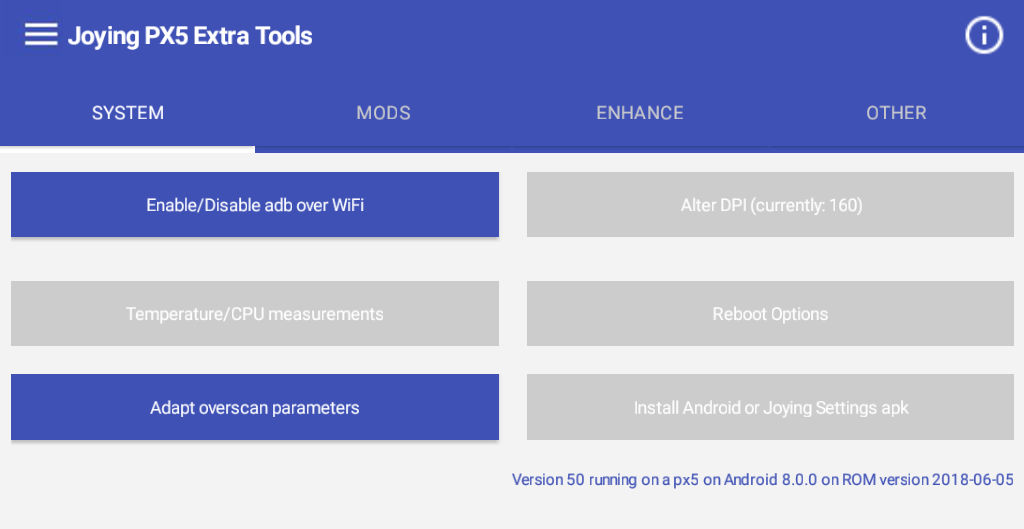 Joying PX5 Extra Tools
SYSTEM
MODS
ENHANCE
OTHER
Enable/Disable adb over WiFi
Alter DPI (currently: 160)
Temperature/CPU measurements
Reboot Options
Adapt overscan parameters
Install Android or Joying Settings apk
Version 50 running on a px5 on Android 8.0.0 on ROM version 2018-06-05